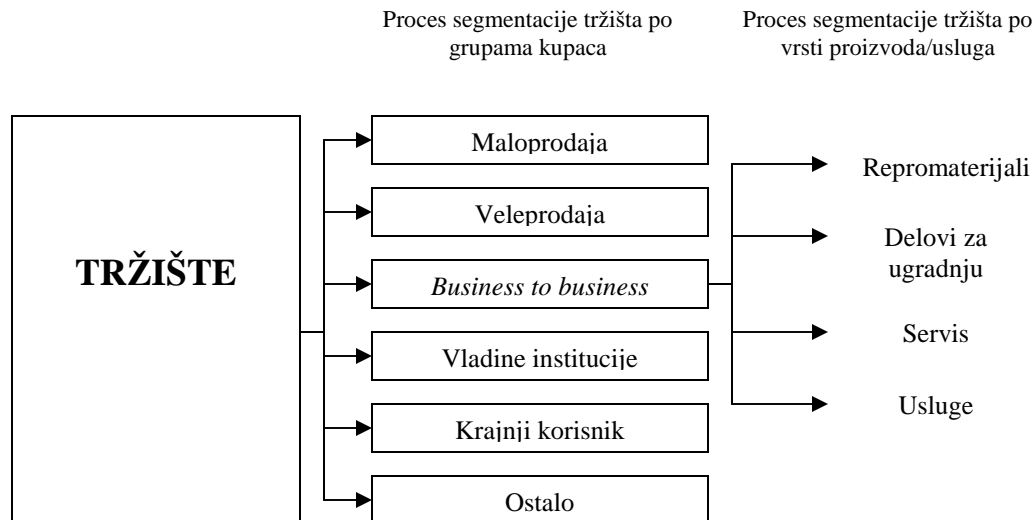 Proces segmentacije tržišta po
grupama kupaca
Proces segmentacije tržišta po
vrsti proizvoda/usluga
TRŽIŠTE
Maloprodaja
Veleprodaja
Business to business
Vladine institucije
Krajnji korisnik
Ostalo
Repromaterijali
Delovi za
ugradnju
Servis
Usluge